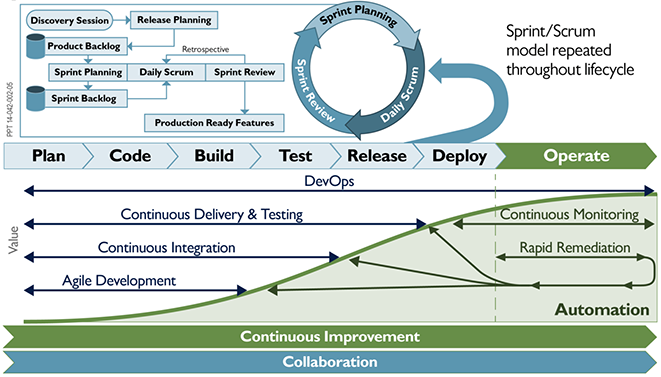 Discovery Session
Release Planning
Product Backlog
Retrospective
Sprint Planning
Daily Scrum
Sprint Review
Sprint Backlog
Production Ready Features
PPT 14-042-002-05
Sprint Planning
Daily Scrum
Sprint Review
Sprint/Scrum
model repeated
throughout lifecycle
Plan
Code
Build
Test
Release
Deploy
Operate
DevOps
Continuous Delivery & Testing
Continuous Monitoring
Value
Continuous Integration
Rapid Remediation
Agile Development
Automation
Continuous Improvement
Collaboration